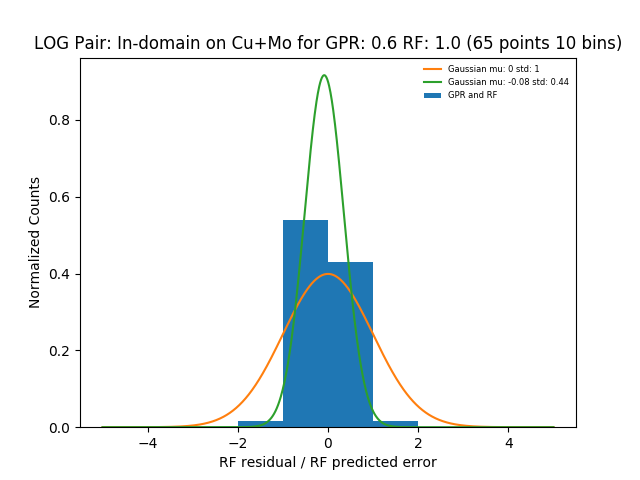 LOG Pair: In-domain on Cu+Mo for GPR: 0.6 RF: 1.0 (65 points 10 bins)
Gaussian mu: 0 std: 1
Gaussian mu: -0.08 std: 0.44
GPR and RF
Normalized Counts
0.8
0.6
0.4
0.2
0.0
−4 −2 0 2 4
RF residual / RF predicted error